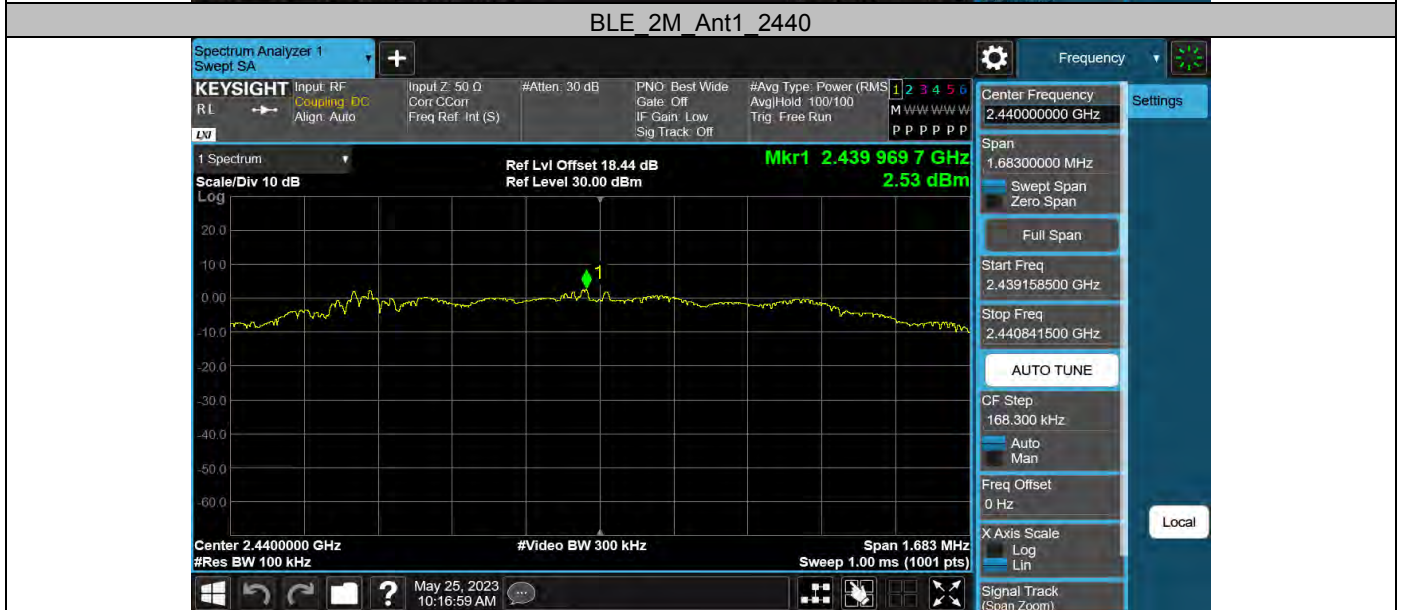 BLE_2M_Ant1_2440
Spectrum Analyzer 1
Swept SA
+
Frequency
KEYSIGHT
RL
LXI
Input: RF
Coupling: DC
Align: Auto
Input Z: 50 Ω
Corr CCorr
Freq Ref: Int (S)
#Atten: 30 dB
PNO: Best Wide
Gate: Off
IF Gain: Low
Sig Track: Off
#Avg Type: Power (RMS
Avg|Hold: 100/100
Trig: Free Run
1 2 3 4 5 6
M W W W W W
P P P P P P
Center Frequency
2.440000000 GHz
Settings
1 Spectrum
Scale/Div 10 dB
Ref Lvl Offset 18.44 dB
Ref Level 30.00 dBm
Mkr1 2.439 969 7 GHz
2.53 dBm
Span
1.68300000 MHz
Swept Span
Zero Span
Full Span
Start Freq
2.439158500 GHz
Stop Freq
2.440841500 GHz
AUTO TUNE
CF Step
168.300 kHz
Auto
Man
Freq Offset
0 Hz
X Axis Scale
Log
Lin
Signal Track
(Span Zoom)
Local
Log
20.0
10.0
0.00
-10.0
-20.0
-30.0
-40.0
-50.0
-60.0
1
Center 2.4400000 GHz
#Res BW 100 kHz
#Video BW 300 kHz
Span 1.683 MHz
Sweep 1.00 ms (1001 pts)
?
May 25, 2023
10:16:59 AM